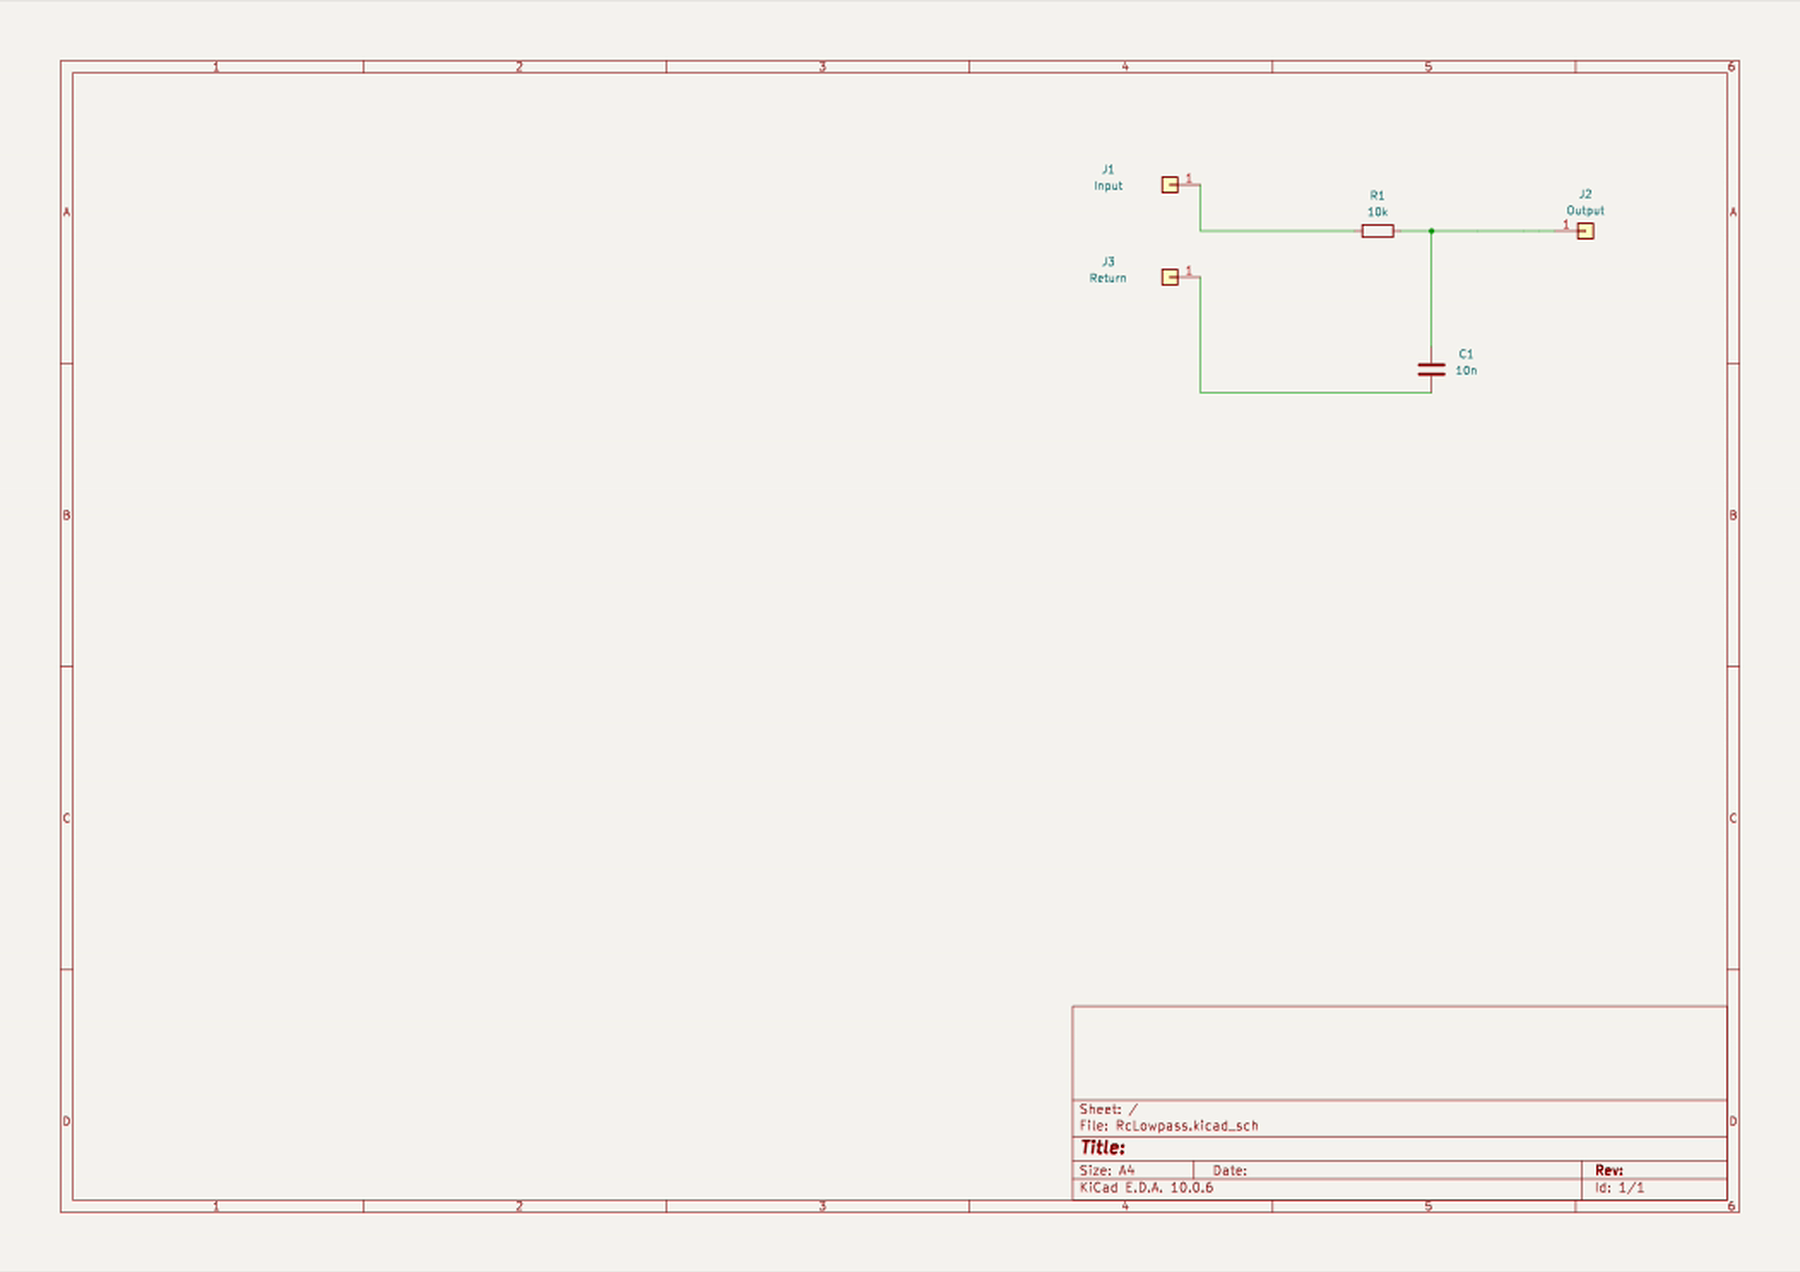 1 2 3 4 5 6
J1
Input
1
R1
10k
J2
Output
1
A A
J3
Return
1
C1
10n
B B
C C
Sheet: /
File: RcLowpass.kicad_sch
D D
Title:
Size: A4 Date: Rev:
KiCad E.D.A. 10.0.6 Id: 1/1
1 2 3 4 5 6